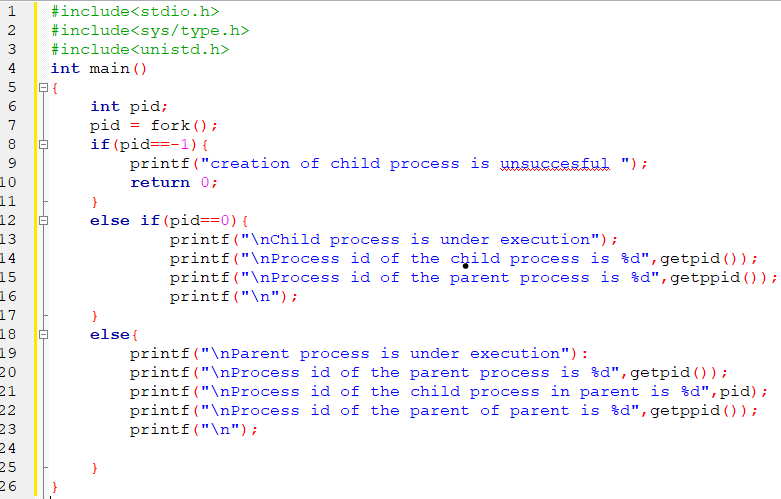 1 #include<stdio.h>
2 #include<sys/type.h>
3 #include<unistd.h>
4 int main()
5 {
6 int pid;
7 pid = fork();
8 if(pid==-1){
9 printf("creation of child process is unsuccesful ");
10 return 0;
11 }
12 else if(pid==0){
13 printf("\nChild process is under execution");
14 printf("\nProcess id of the child process is %d",getpid());
15 printf("\nProcess id of the parent process is %d",getppid());
16 printf("\n");
17 }
18 else{
19 printf("\nParent process is under execution"):
20 printf("\nProcess id of the parent process is %d",getpid());
21 printf("\nProcess id of the child process in parent is %d",pid);
22 printf("\nProcess id of the parent of parent is %d",getppid());
23 printf("\n");
24
25 }
26 }